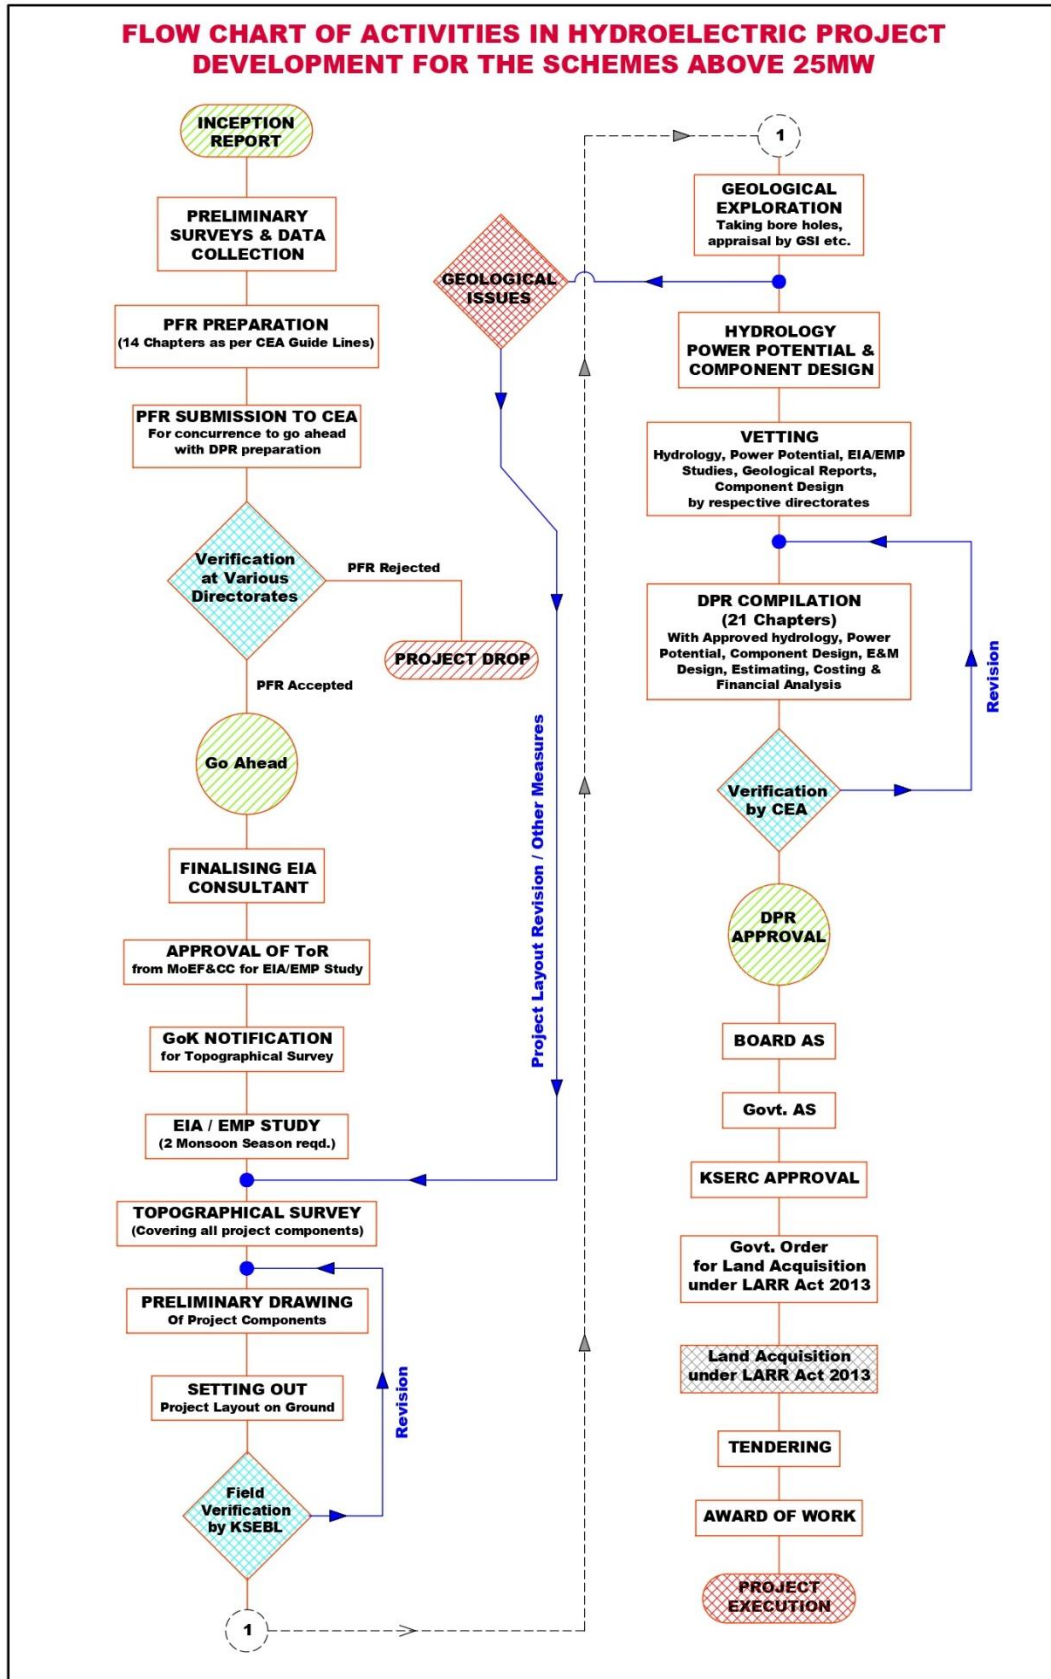 FLOW CHART OF ACTIVITIES IN HYDROELECTRIC PROJECT
DEVELOPMENT FOR THE SCHEMES ABOVE 25MW
INCEPTION
REPORT
PRELIMINARY
SURVEYS & DATA
COLLECTION
PFR PREPARATION
(14 Chapters as per CEA Guide Lines)
PFR SUBMISSION TO CEA
For concurrence to go ahead
with DPR preparation
Verification
at Various
Directorates
PFR Rejected
PROJECT DROP
PFR Accepted
Go Ahead
FINALISING EIA
CONSULTANT
APPROVAL OF ToR
from MoEF&CC for EIA/EMP Study
GoK NOTIFICATION
for Topographical Survey
EIA / EMP STUDY
(2 Monsoon Season reqd.)
TOPOGRAPHICAL SURVEY
(Covering all project components)
PRELIMINARY DRAWING
Of Project Components
SETTING OUT
Project Layout on Ground
Revision
Field
Verification
by KSEBL
1
GEOLOGICAL
ISSUES
Project Layout Revision / Other Measures
1
GEOLOGICAL
EXPLORATION
Taking bore holes,
appraisal by GSI etc.
HYDROLOGY
POWER POTENTIAL &
COMPONENT DESIGN
VETTING
Hydrology, Power Potential, EIA/EMP
Studies, Geological Reports,
Component Design
by respective directorates
DPR COMPILATION
(21 Chapters)
With Approved hydrology, Power
Potential, Component Design, E&M
Design, Estimating, Costing &
Financial Analysis
Revision
Verification
by CEA
DPR
APPROVAL
BOARD AS
Govt. AS
KSERC APPROVAL
Govt. Order
for Land Acquisition
under LARR Act 2013
Land Acquisition
under LARR Act 2013
TENDERING
AWARD OF WORK
PROJECT
EXECUTION